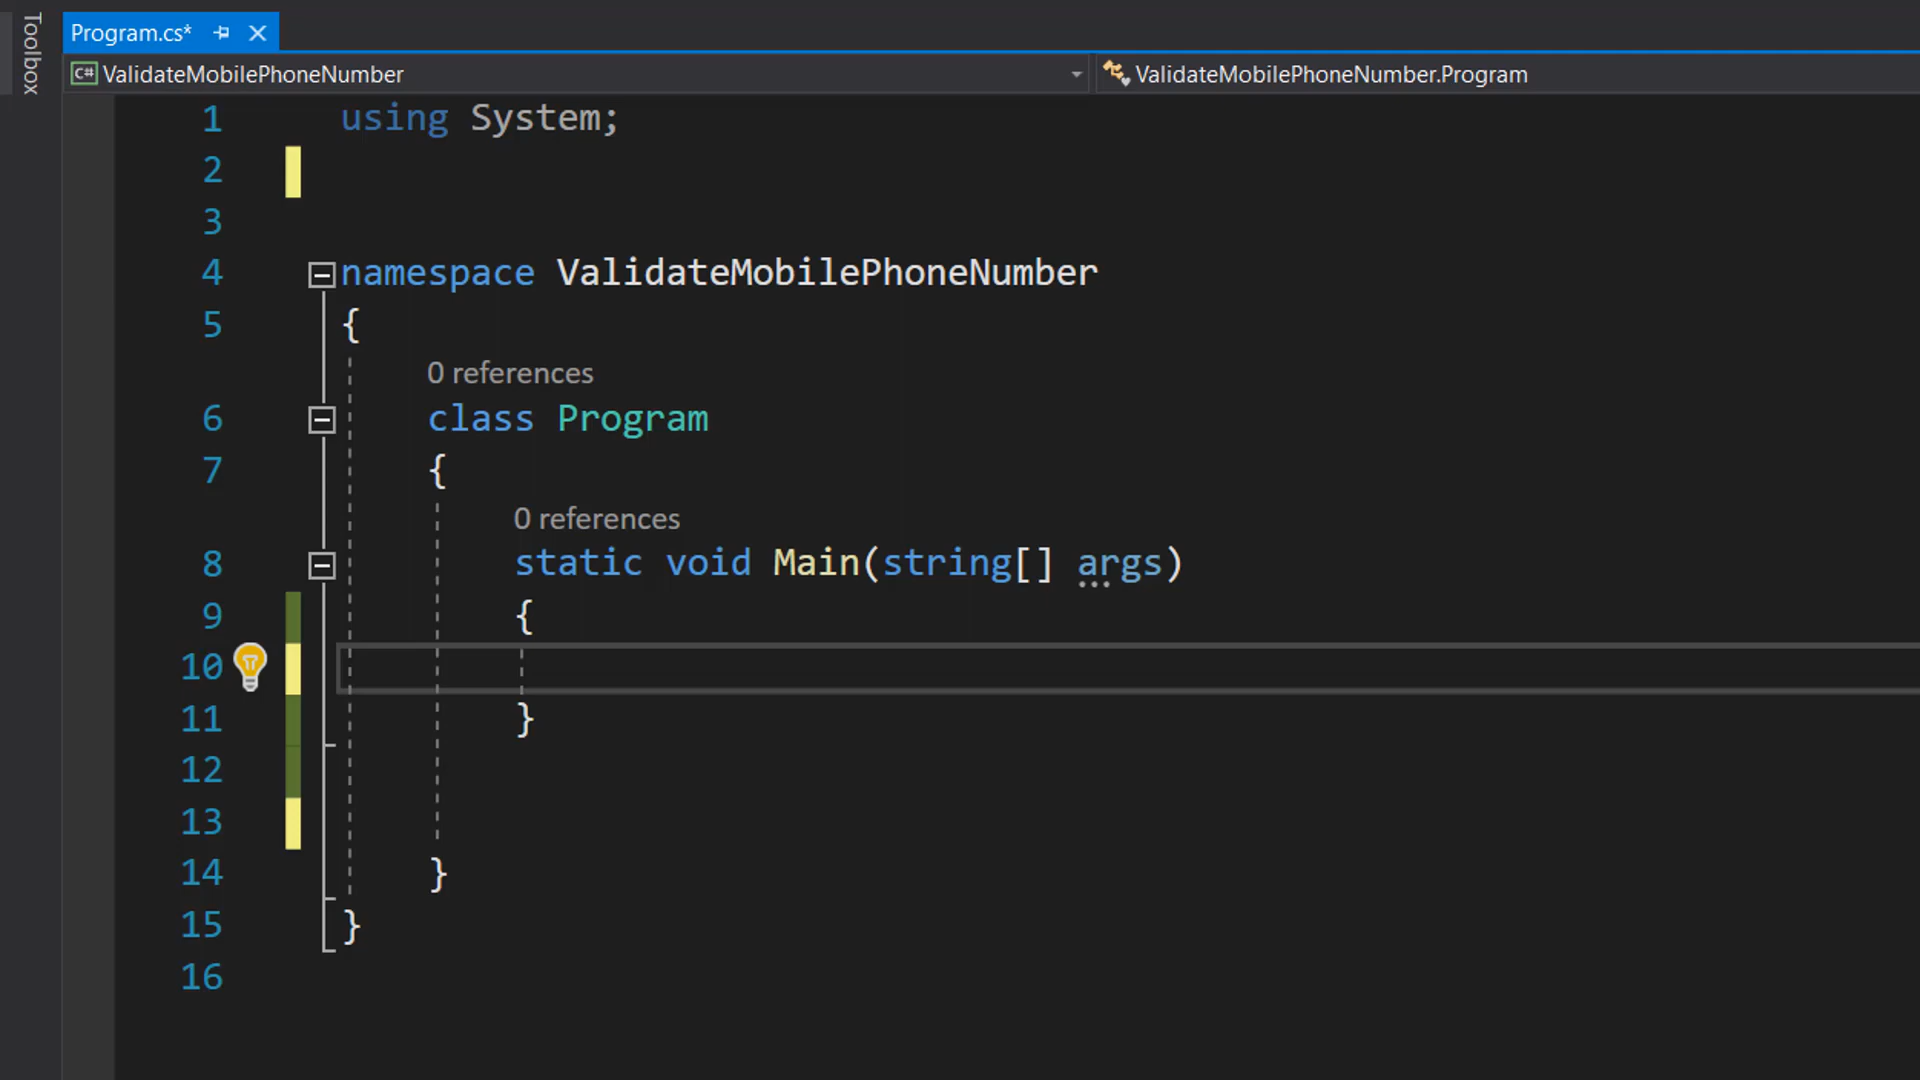 Toolbox
Program.cs*
C# ValidateMobilePhoneNumber
ValidateMobilePhoneNumber.Program
1 using System;
2
3
4 namespace ValidateMobilePhoneNumber
5 {
0 references
6 class Program
7 {
0 references
8 static void Main(string[] args)
9 {
10
11 }
12
13
14 }
15 }
16